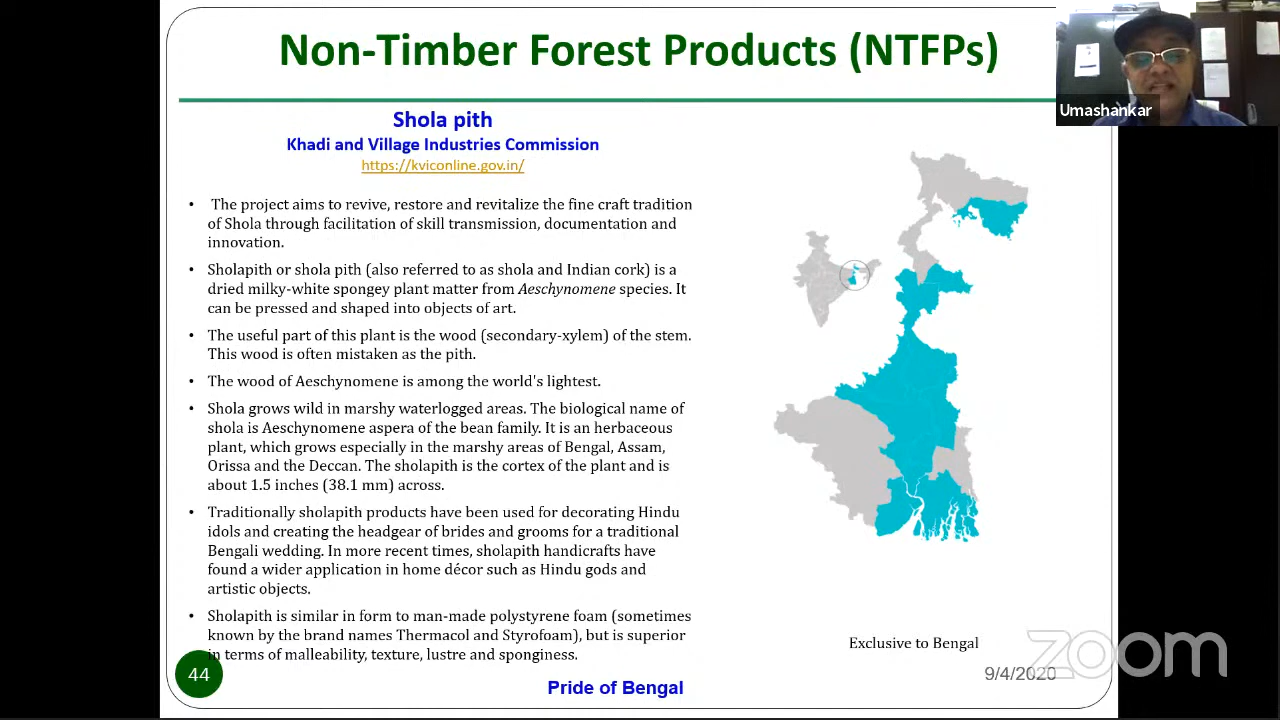 Non-Timber Forest Products (NTFPs)
Umashankar
Shola pith
Khadi and Village Industries Commission
https://kviconline.gov.in/
• The project aims to revive, restore and revitalize the fine craft tradition
of Shola through facilitation of skill transmission, documentation and
innovation.
• Sholapith or shola pith (also referred to as shola and Indian cork) is a
dried milky-white spongey plant matter from Aeschynomene species. It
can be pressed and shaped into objects of art.
• The useful part of this plant is the wood (secondary-xylem) of the stem.
This wood is often mistaken as the pith.
• The wood of Aeschynomene is among the world's lightest.
• Shola grows wild in marshy waterlogged areas. The biological name of
shola is Aeschynomene aspera of the bean family. It is an herbaceous
plant, which grows especially in the marshy areas of Bengal, Assam,
Orissa and the Deccan. The sholapith is the cortex of the plant and is
about 1.5 inches (38.1 mm) across.
• Traditionally sholapith products have been used for decorating Hindu
idols and creating the headgear of brides and grooms for a traditional
Bengali wedding. In more recent times, sholapith handicrafts have
found a wider application in home décor such as Hindu gods and
artistic objects.
• Sholapith is similar in form to man-made polystyrene foam (sometimes
known by the brand names Thermacol and Styrofoam), but is superior
in terms of malleability, texture, lustre and sponginess.
Exclusive to Bengal
44
Pride of Bengal
9/4/2020
zoom